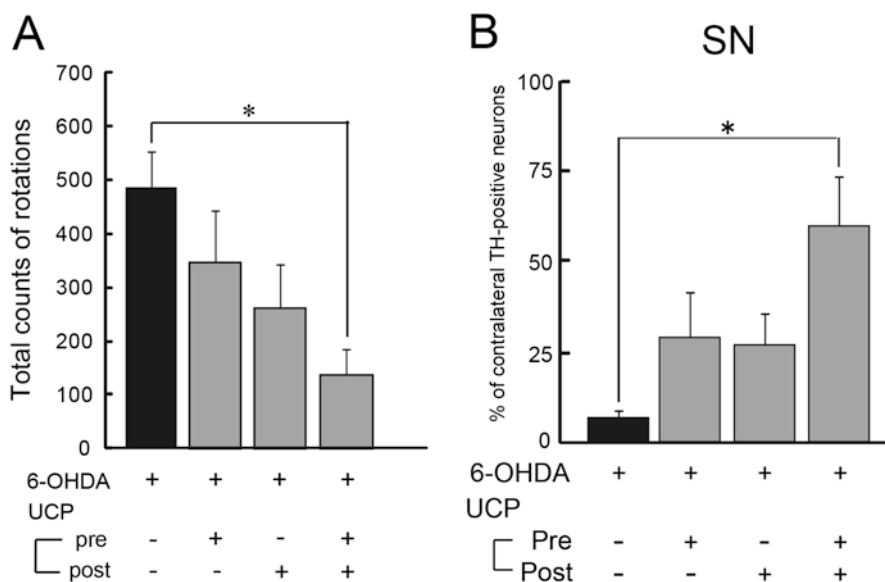 A
Total counts of rotations
700
600
500
400
300
200
100
0
*
6-OHDA + + + +
UCP
pre - + - +
post - - + +
B
SN
% of contralateral TH-positive neurons
100
75
50
25
0
*
6-OHDA + + + +
UCP
Pre - + - +
Post - - + +